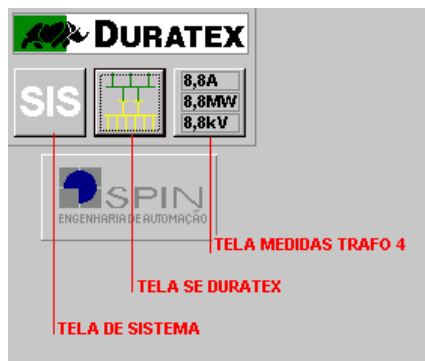 DURATEX
SIS
8,8A
8,8MW
8,8kV
SPIN
ENGENHARIA DE AUTOMAÇÃO
TELA MEDIDAS TRAFO 4
TELA SE DURATEX
TELA DE SISTEMA